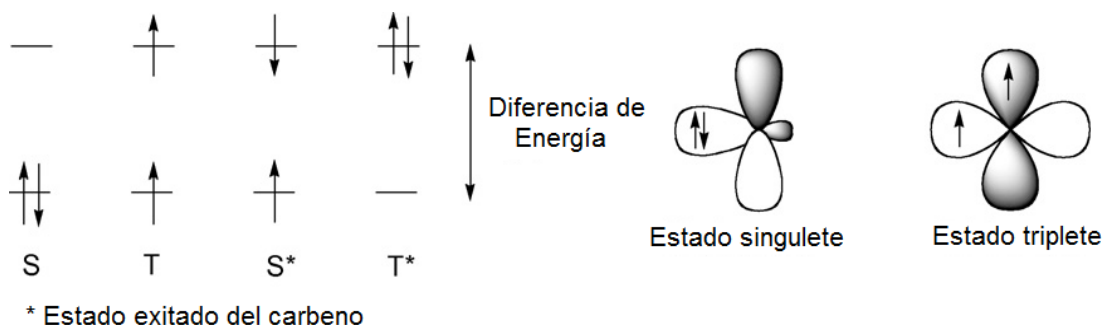 Diferencia de
Energía
Estado singulete
Estado triplete
S T S* T*
* Estado exitado del carbeno